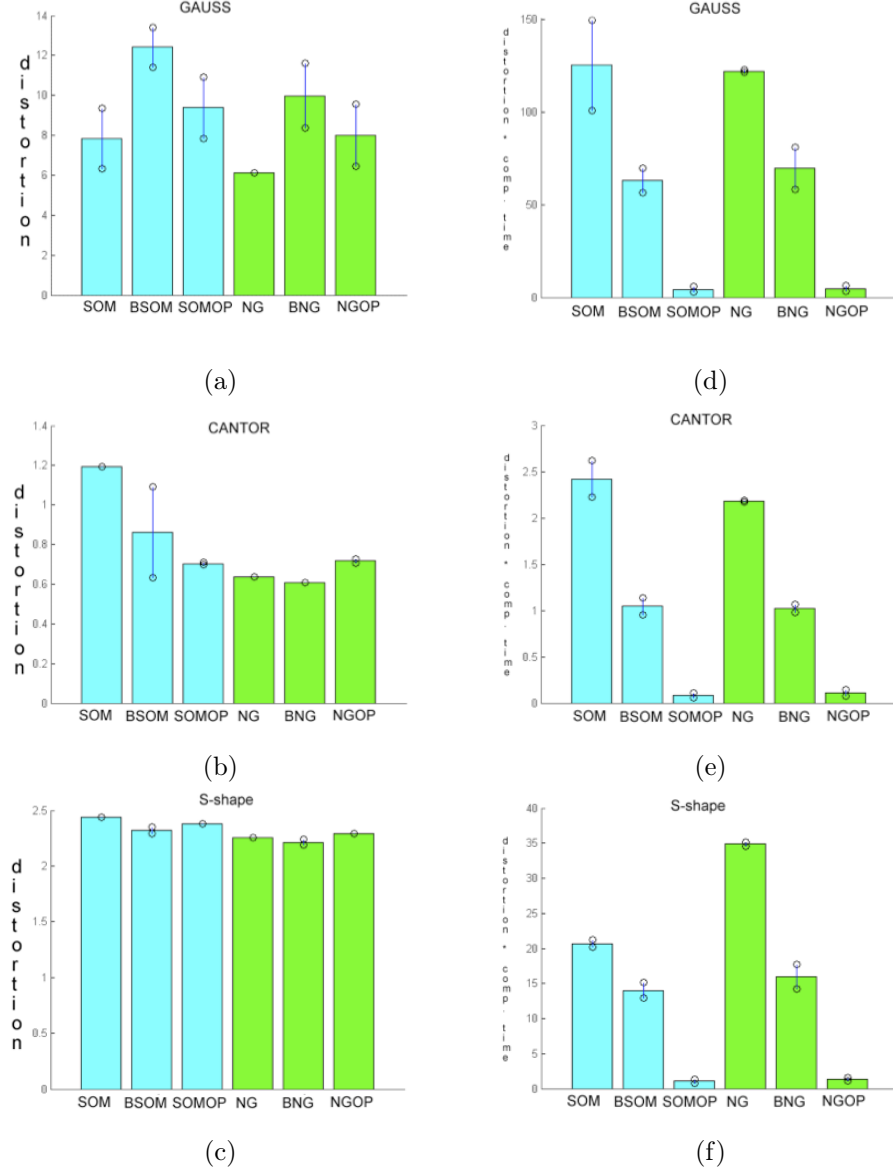 GAUSS
14
12
10
8
6
4
2
0
distortion
SOM BSOM SOMOP NG BNG NGOP
(a)
GAUSS
150
100
50
0
distortion * comp. time
SOM BSOM SOMOP NG BNG NGOP
(d)
CANTOR
1.4
1.2
1
0.8
0.6
0.4
0.2
0
distortion
SOM BSOM SOMOP NG BNG NGOP
(b)
CANTOR
3
2.5
2
1.5
1
0.5
0
distortion * comp. time
SOM BSOM SOMOP NG BNG NGOP
(e)
S-shape
2.5
2
1.5
1
0.5
0
distortion
SOM BSOM SOMOP NG BNG NGOP
(c)
S-shape
40
35
30
25
20
15
10
5
0
distortion * comp. time
SOM BSOM SOMOP NG BNG NGOP
(f)